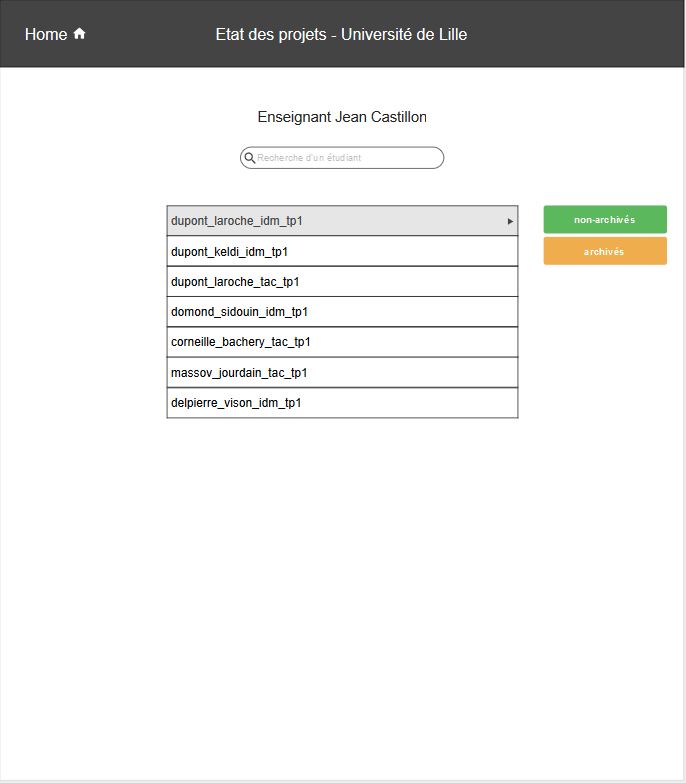 Home
Etat des projets - Université de Lille
Enseignant Jean Castillon
Recherche d'un étudiant
dupont_laroche_idm_tp1
dupont_keldi_idm_tp1
dupont_laroche_tac_tp1
domond_sidouin_idm_tp1
corneille_bachery_tac_tp1
massov_jourdain_tac_tp1
delpierre_vison_idm_tp1
non-archivés
archivés